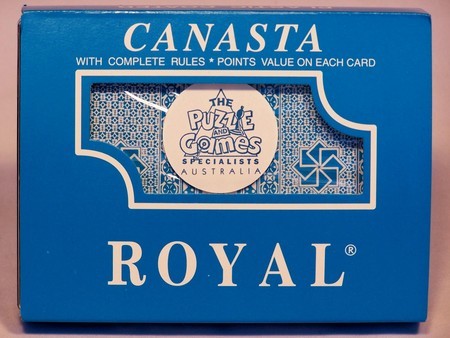 CANASTA
WITH COMPLETE RULES * POINTS VALUE ON EACH CARD
THE
PUZZLE
AND
GAMES
SPECIALISTS
AUSTRALIA
ROYAL®